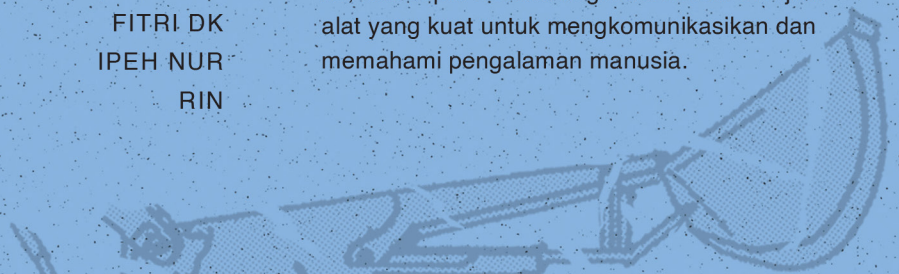 FITRI DK
IPEH NUR
RIN
alat yang kuat untuk mengkomunikasikan dan
memahami pengalaman manusia.